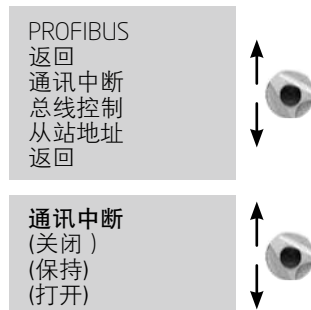 PROFIBUS
返回
通讯中断
总线控制
从站地址
返回
通讯中断
(关闭 )
(保持)
(打开)